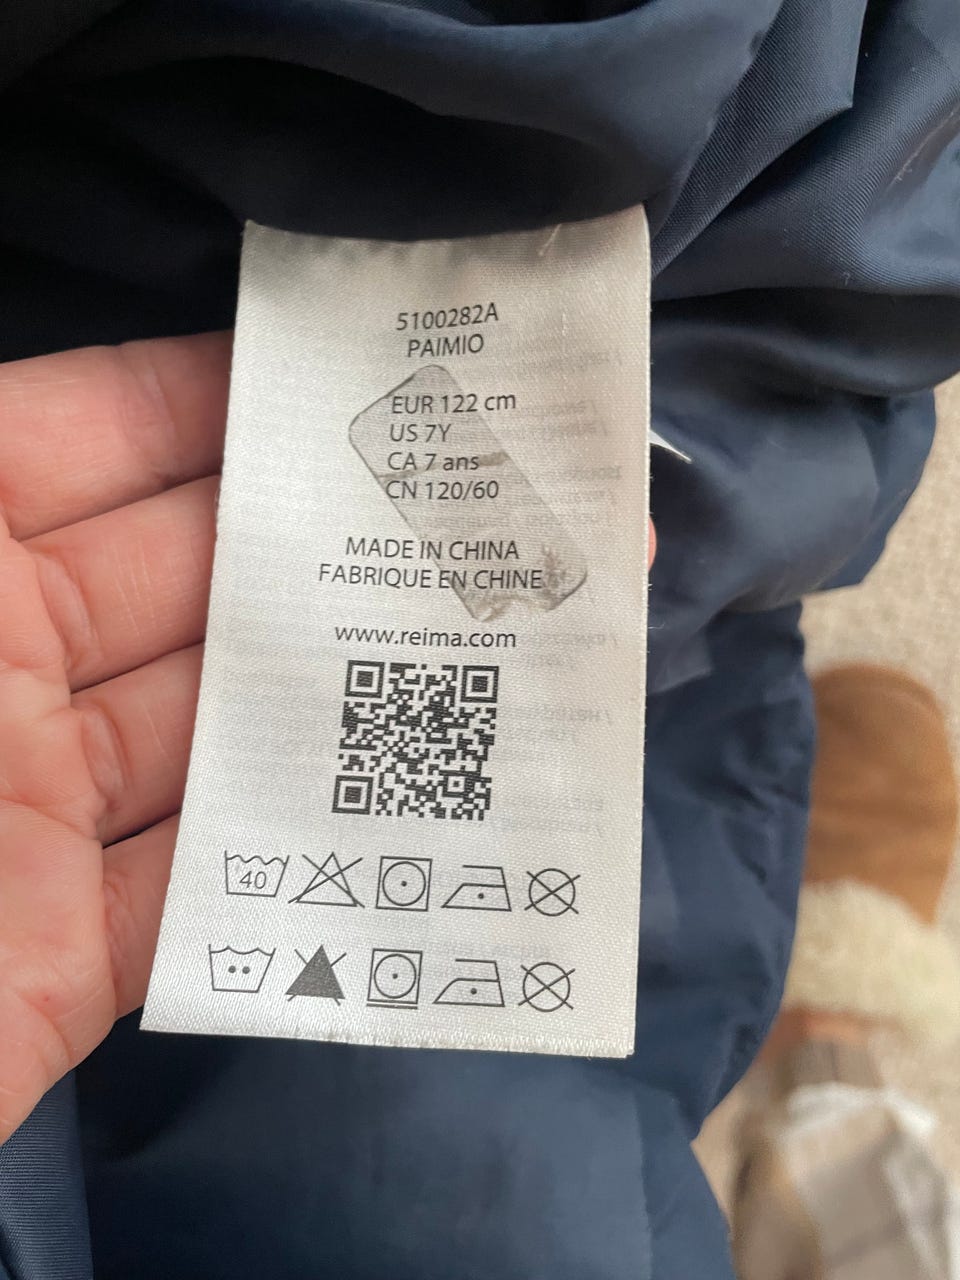 5100282A
PAIMIO
EUR 122 cm
US 7Y
CA 7 ans
CN 120/60
MADE IN CHINA
FABRIQUE EN CHINE
www.reima.com
40